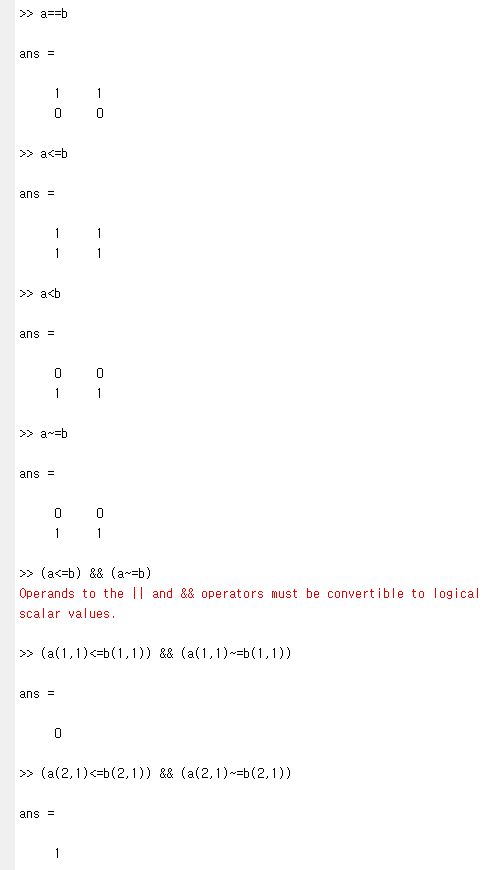 >> a==b
ans =
1 1
0 0
>> a<=b
ans =
1 1
1 1
>> a<b
ans =
0 0
1 1
>> a~=b
ans =
0 0
1 1
>> (a<=b) && (a~=b)
Operands to the || and && operators must be convertible to logical
scalar values.
>> (a(1,1)<=b(1,1)) && (a(1,1)~=b(1,1))
ans =
0
>> (a(2,1)<=b(2,1)) && (a(2,1)~=b(2,1))
ans =
1